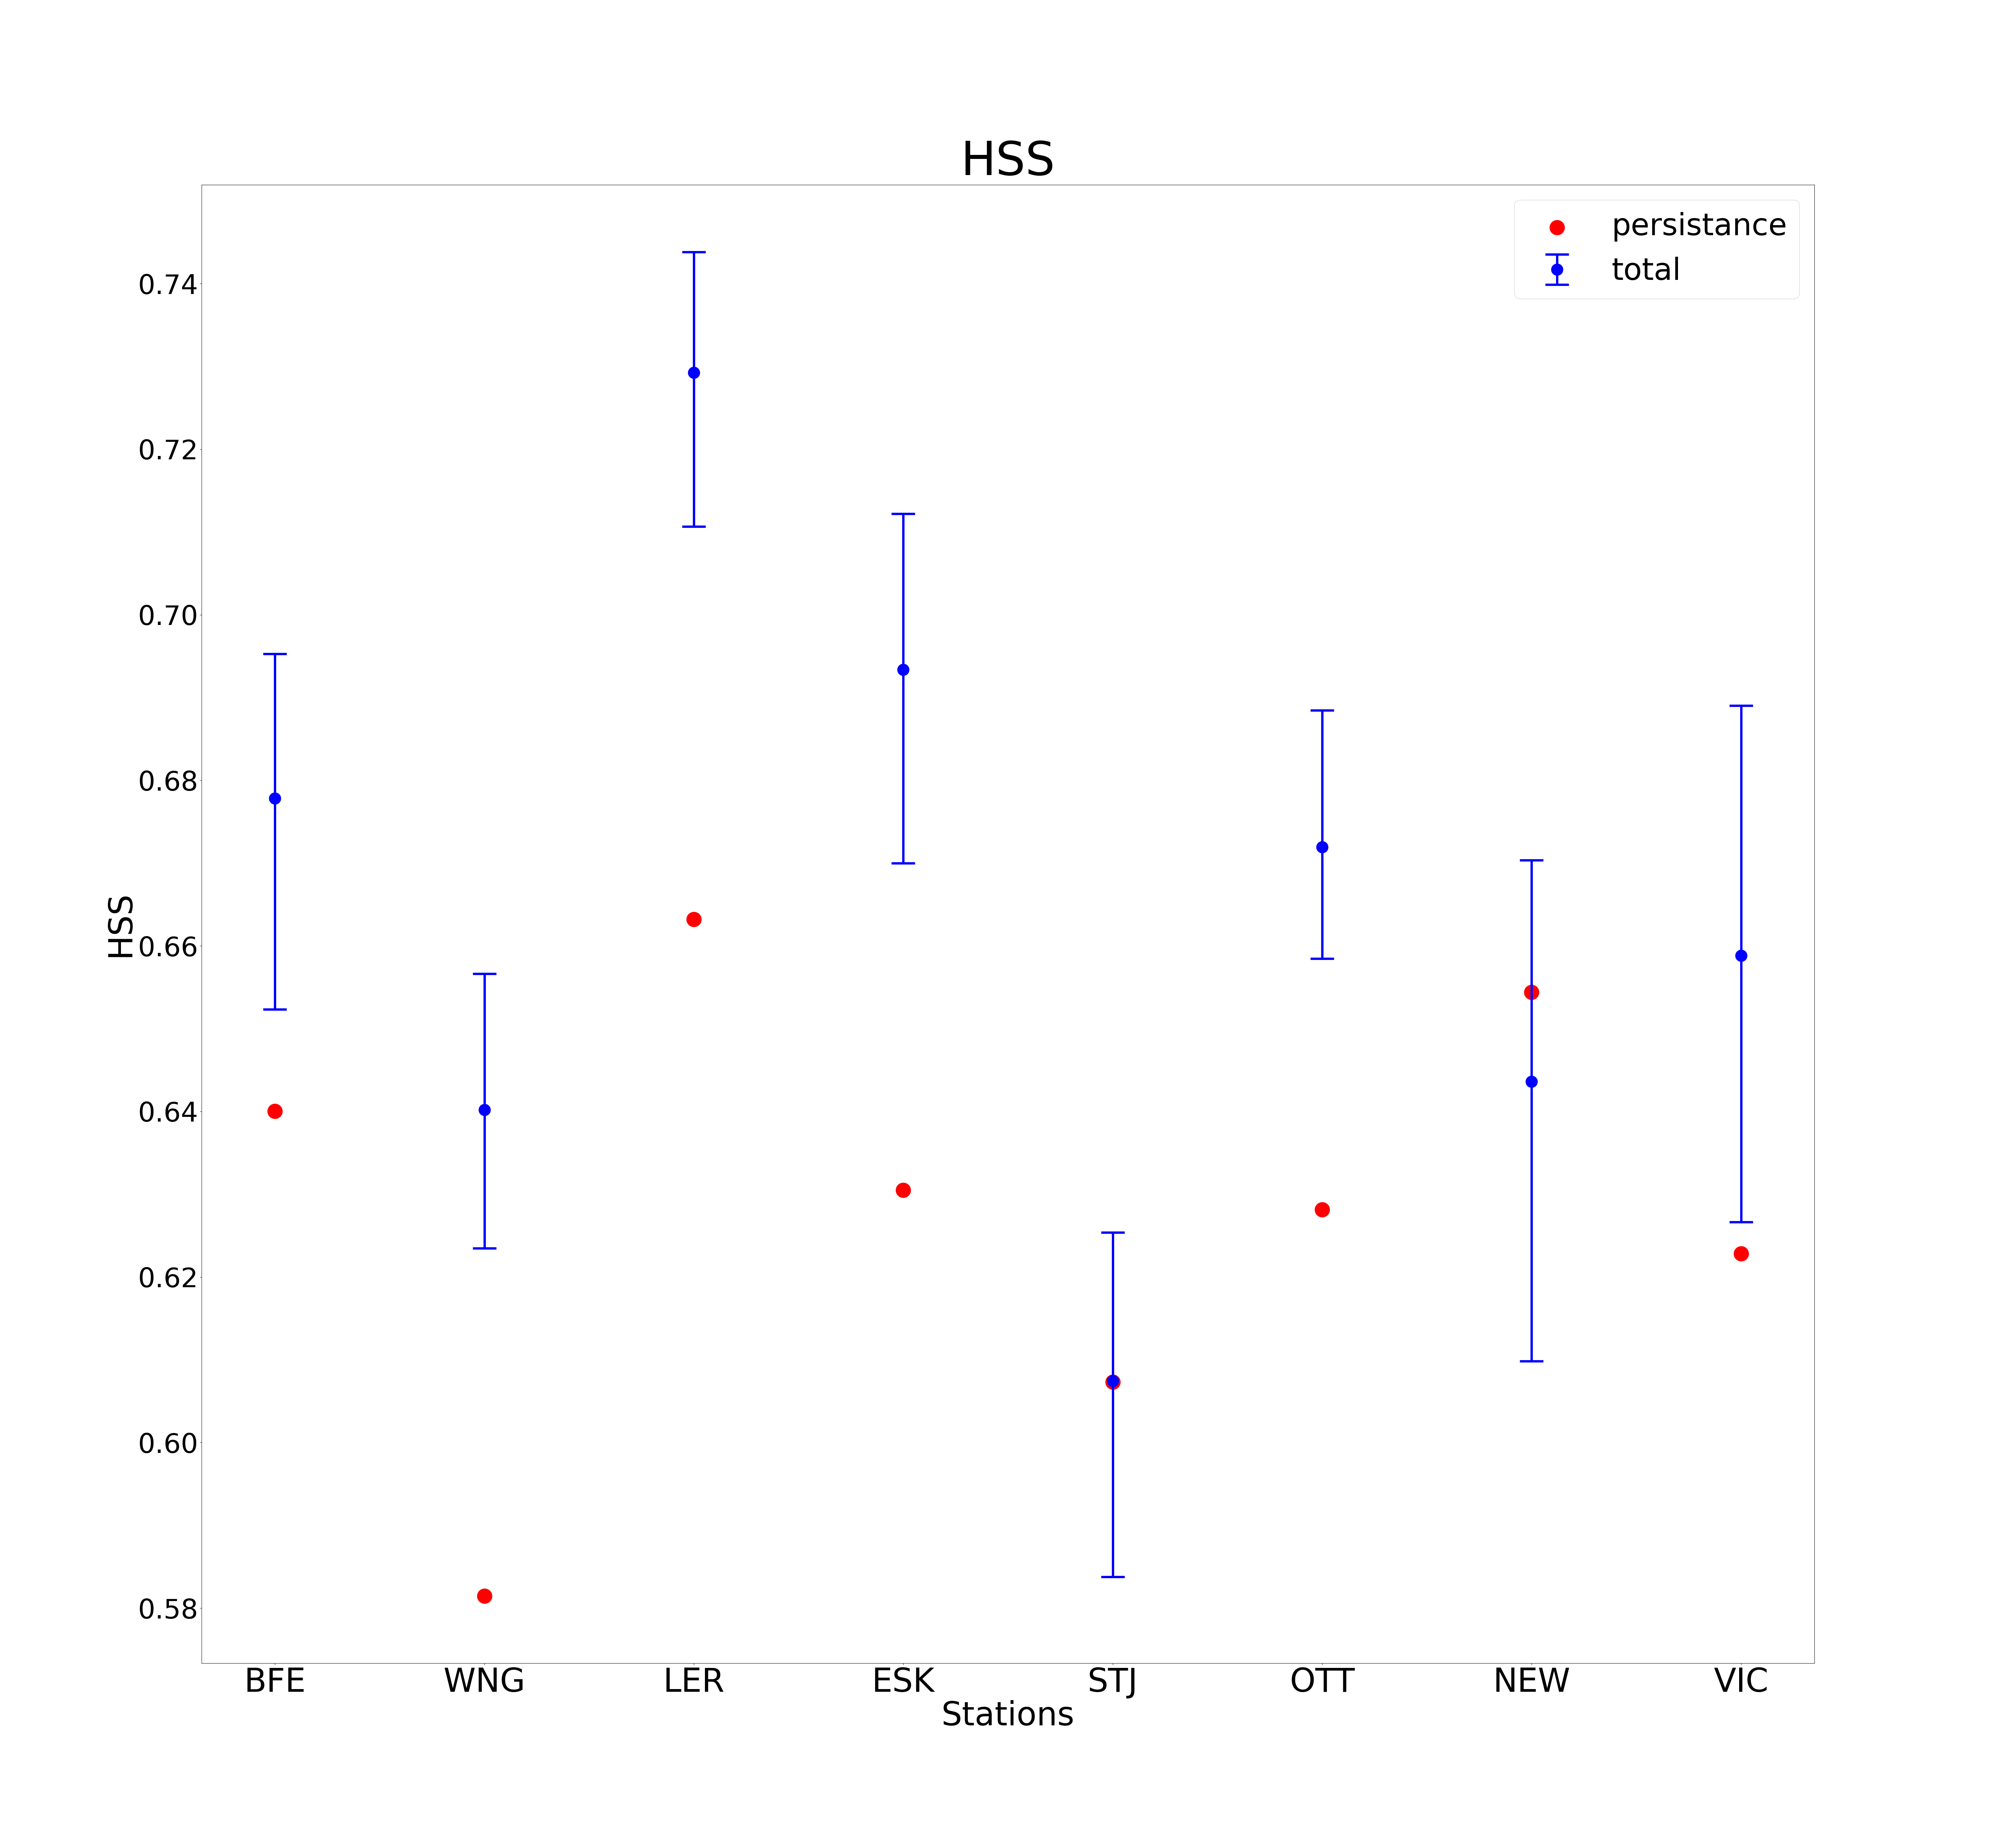 HSS
persistance
total
0.74
0.72
0.70
0.68
0.66
0.64
0.62
0.60
0.58
HSS
BFE WNG LER ESK STJ OTT NEW VIC
Stations